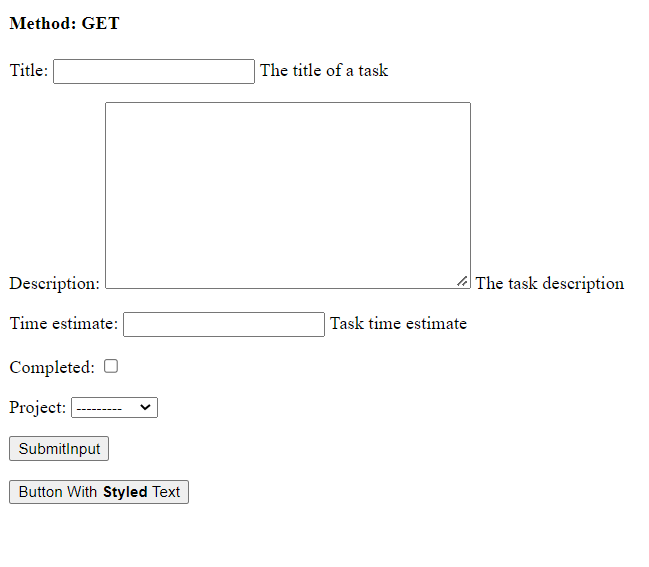 Method: GET
Title: The title of a task
Description: The task description
Time estimate: Task time estimate
Completed:
Project: ---------
SubmitInput
Button With Styled Text